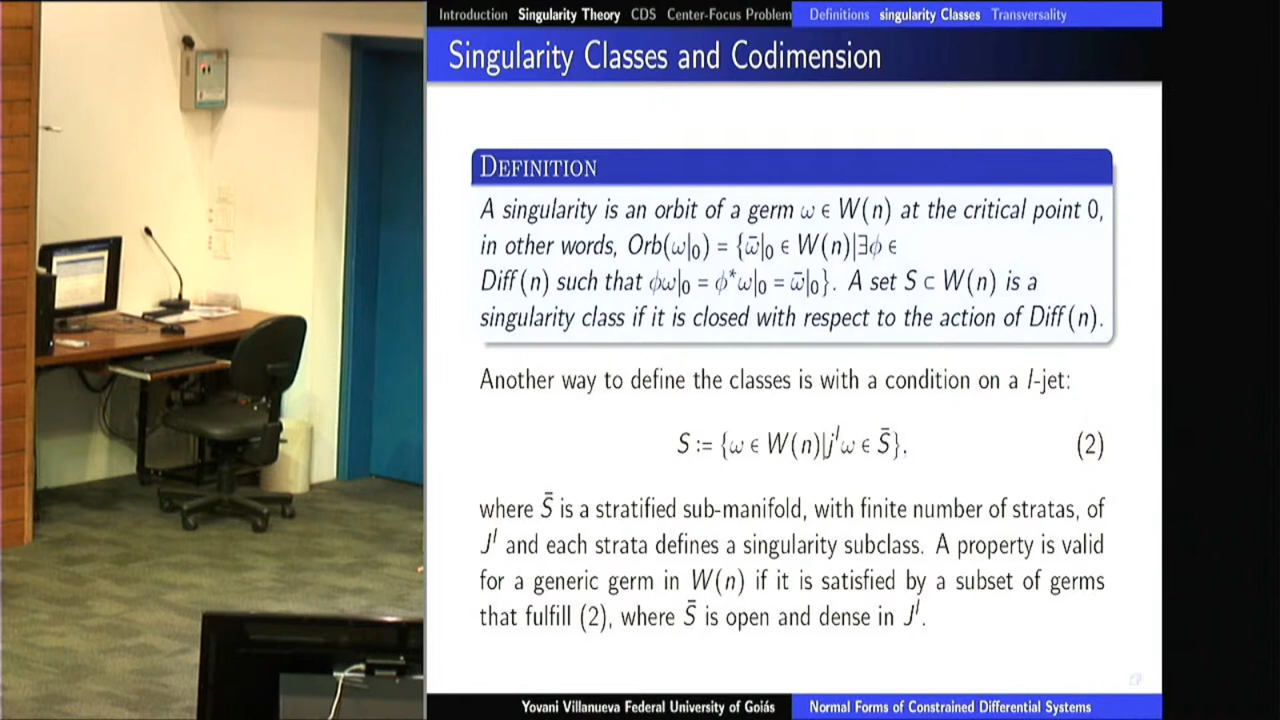 Introduction Singularity Theory CDS Center-Focus Problem Definitions singularity Classes Transversality
Singularity Classes and Codimension
DEFINITION
A singularity is an orbit of a germ ω ∈ W(n) at the critical point 0,
in other words, Orb(ω|₀) = {ω̄|₀ ∈ W(n)|∃ϕ ∈
Diff(n) such that ϕω|₀ = ϕ*ω|₀ = ω̄|₀}. A set S ⊂ W(n) is a
singularity class if it is closed with respect to the action of Diff(n).
Another way to define the classes is with a condition on a l-jet:
S := {ω ∈ W(n)|jˡω ∈ S̄}, (2)
where S̄ is a stratified sub-manifold, with finite number of stratas, of
Jˡ and each strata defines a singularity subclass. A property is valid
for a generic germ in W(n) if it is satisfied by a subset of germs
that fulfill (2), where S̄ is open and dense in Jˡ.
Yovani Villanueva Federal University of Goiás Normal Forms of Constrained Differential Systems